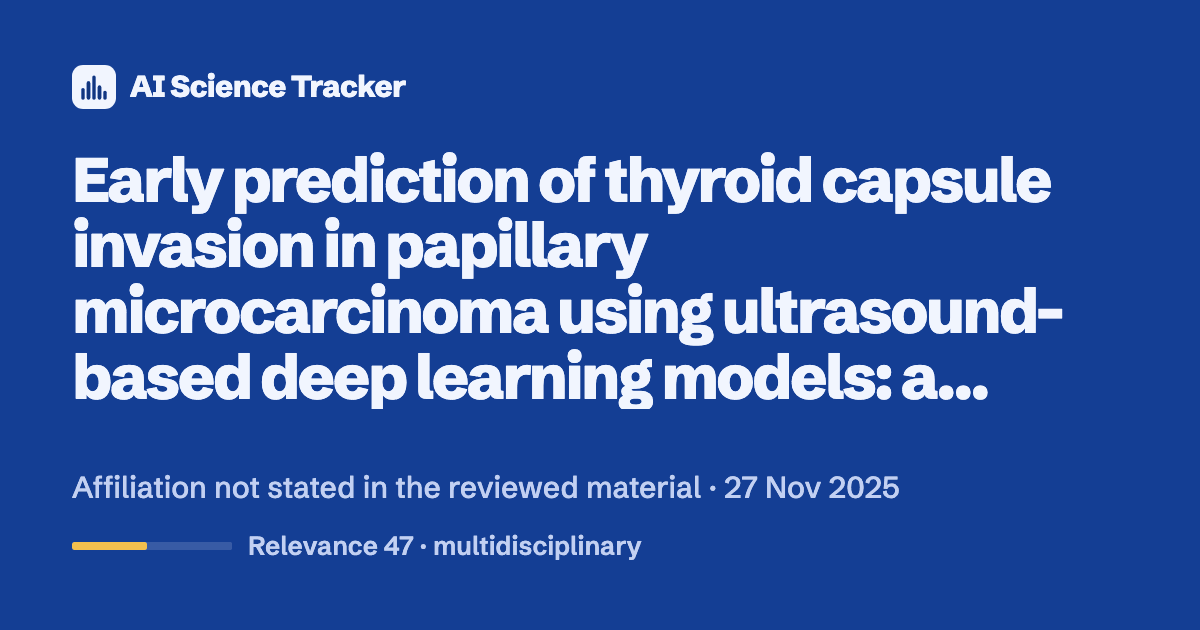 AI Science Tracker
Early prediction of thyroid capsule
invasion in papillary
microcarcinoma using ultrasound-
based deep learning models: a...
Affiliation not stated in the reviewed material · 27 Nov 2025
Relevance 47 · multidisciplinary